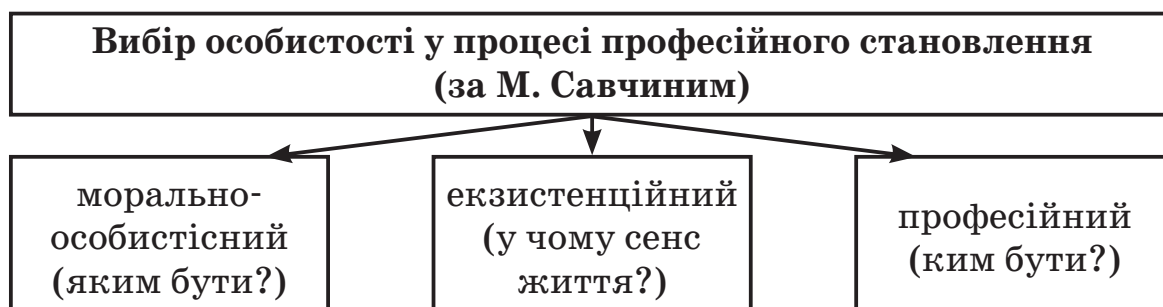 Вибір особистості у процесі професійного становлення
(за М. Савчиним)
морально-
особистісний
(яким бути?)
екзистенційний
(у чому сенс
життя?)
професійний
(ким бути?)